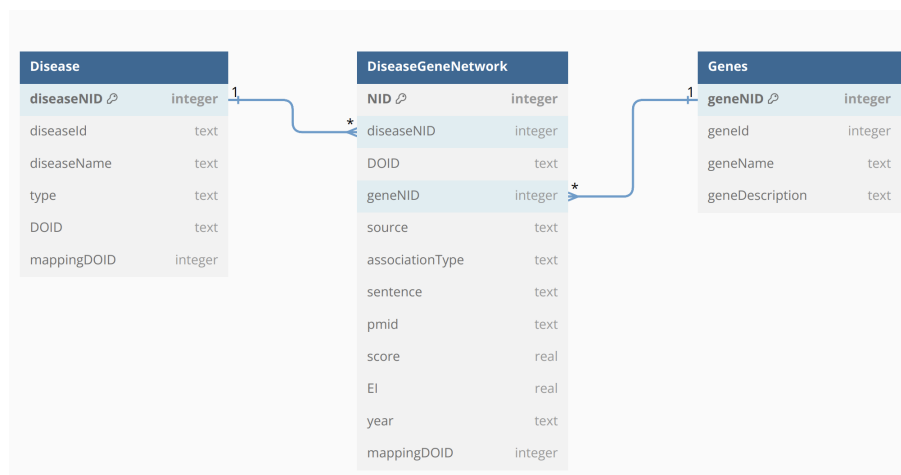 Disease
diseaseNID integer
diseaseId text
diseaseName text
type text
DOID text
mappingDOID integer
1
*
DiseaseGeneNetwork
NID integer
diseaseNID integer
DOID text
geneNID integer
source text
associationType text
sentence text
pmid text
score real
EI real
year text
mappingDOID integer
*
1
Genes
geneNID integer
geneId integer
geneName text
geneDescription text